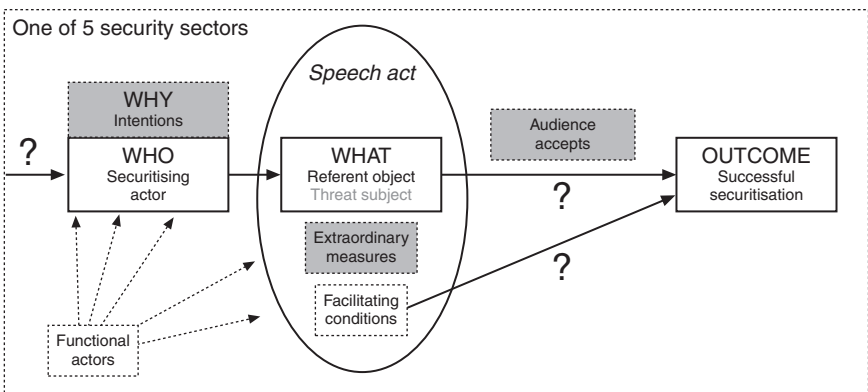 One of 5 security sectors
Speech act
WHY
Intentions
?
WHO
Securitising
actor
WHAT
Referent object
Threat subject
Audience
accepts
?
OUTCOME
Successful
securitisation
Extraordinary
measures
?
Facilitating
conditions
Functional
actors